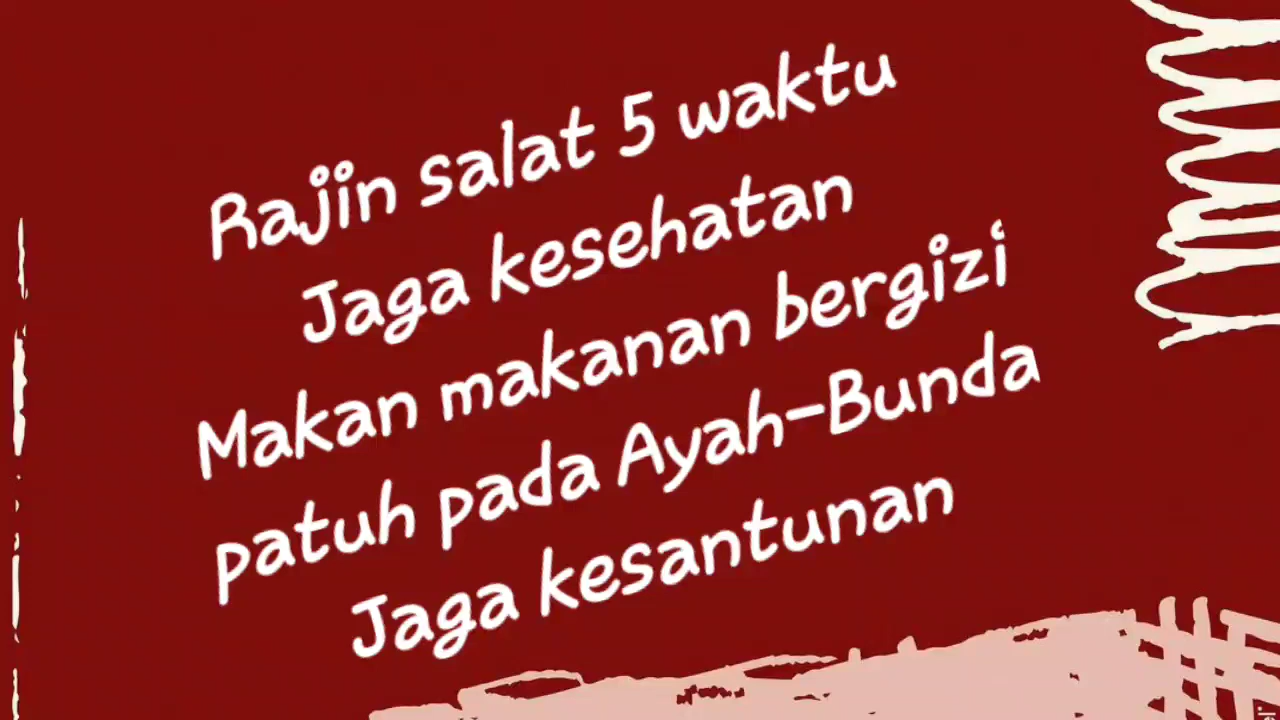 Rajin salat 5 waktu
Jaga kesehatan
Makan makanan bergizi
patuh pada Ayah-Bunda
Jaga kesantunan